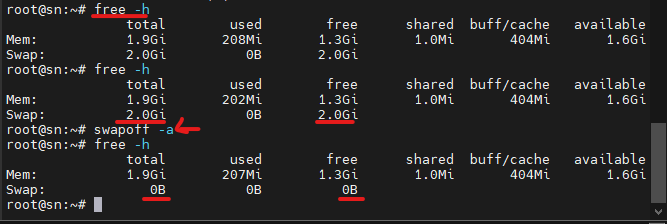 root@sn:~# free -h
total used free shared buff/cache available
Mem: 1.9Gi 208Mi 1.3Gi 1.0Mi 404Mi 1.6Gi
Swap: 2.0Gi 0B 2.0Gi
root@sn:~# free -h
total used free shared buff/cache available
Mem: 1.9Gi 202Mi 1.3Gi 1.0Mi 404Mi 1.6Gi
Swap: 2.0Gi 0B 2.0Gi
root@sn:~# swapoff -a
root@sn:~# free -h
total used free shared buff/cache available
Mem: 1.9Gi 207Mi 1.3Gi 1.0Mi 404Mi 1.6Gi
Swap: 0B 0B 0B
root@sn:~#